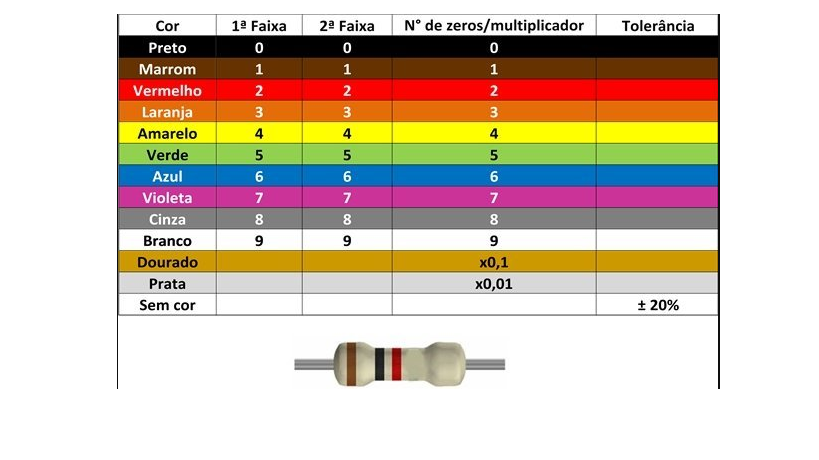 Cor 1ª Faixa 2ª Faixa N° de zeros/multiplicador Tolerância
Preto 0 0 0
Marrom 1 1 1
Vermelho 2 2 2
Laranja 3 3 3
Amarelo 4 4 4
Verde 5 5 5
Azul 6 6 6
Violeta 7 7 7
Cinza 8 8 8
Branco 9 9 9
Dourado x0,1
Prata x0,01
Sem cor ± 20%